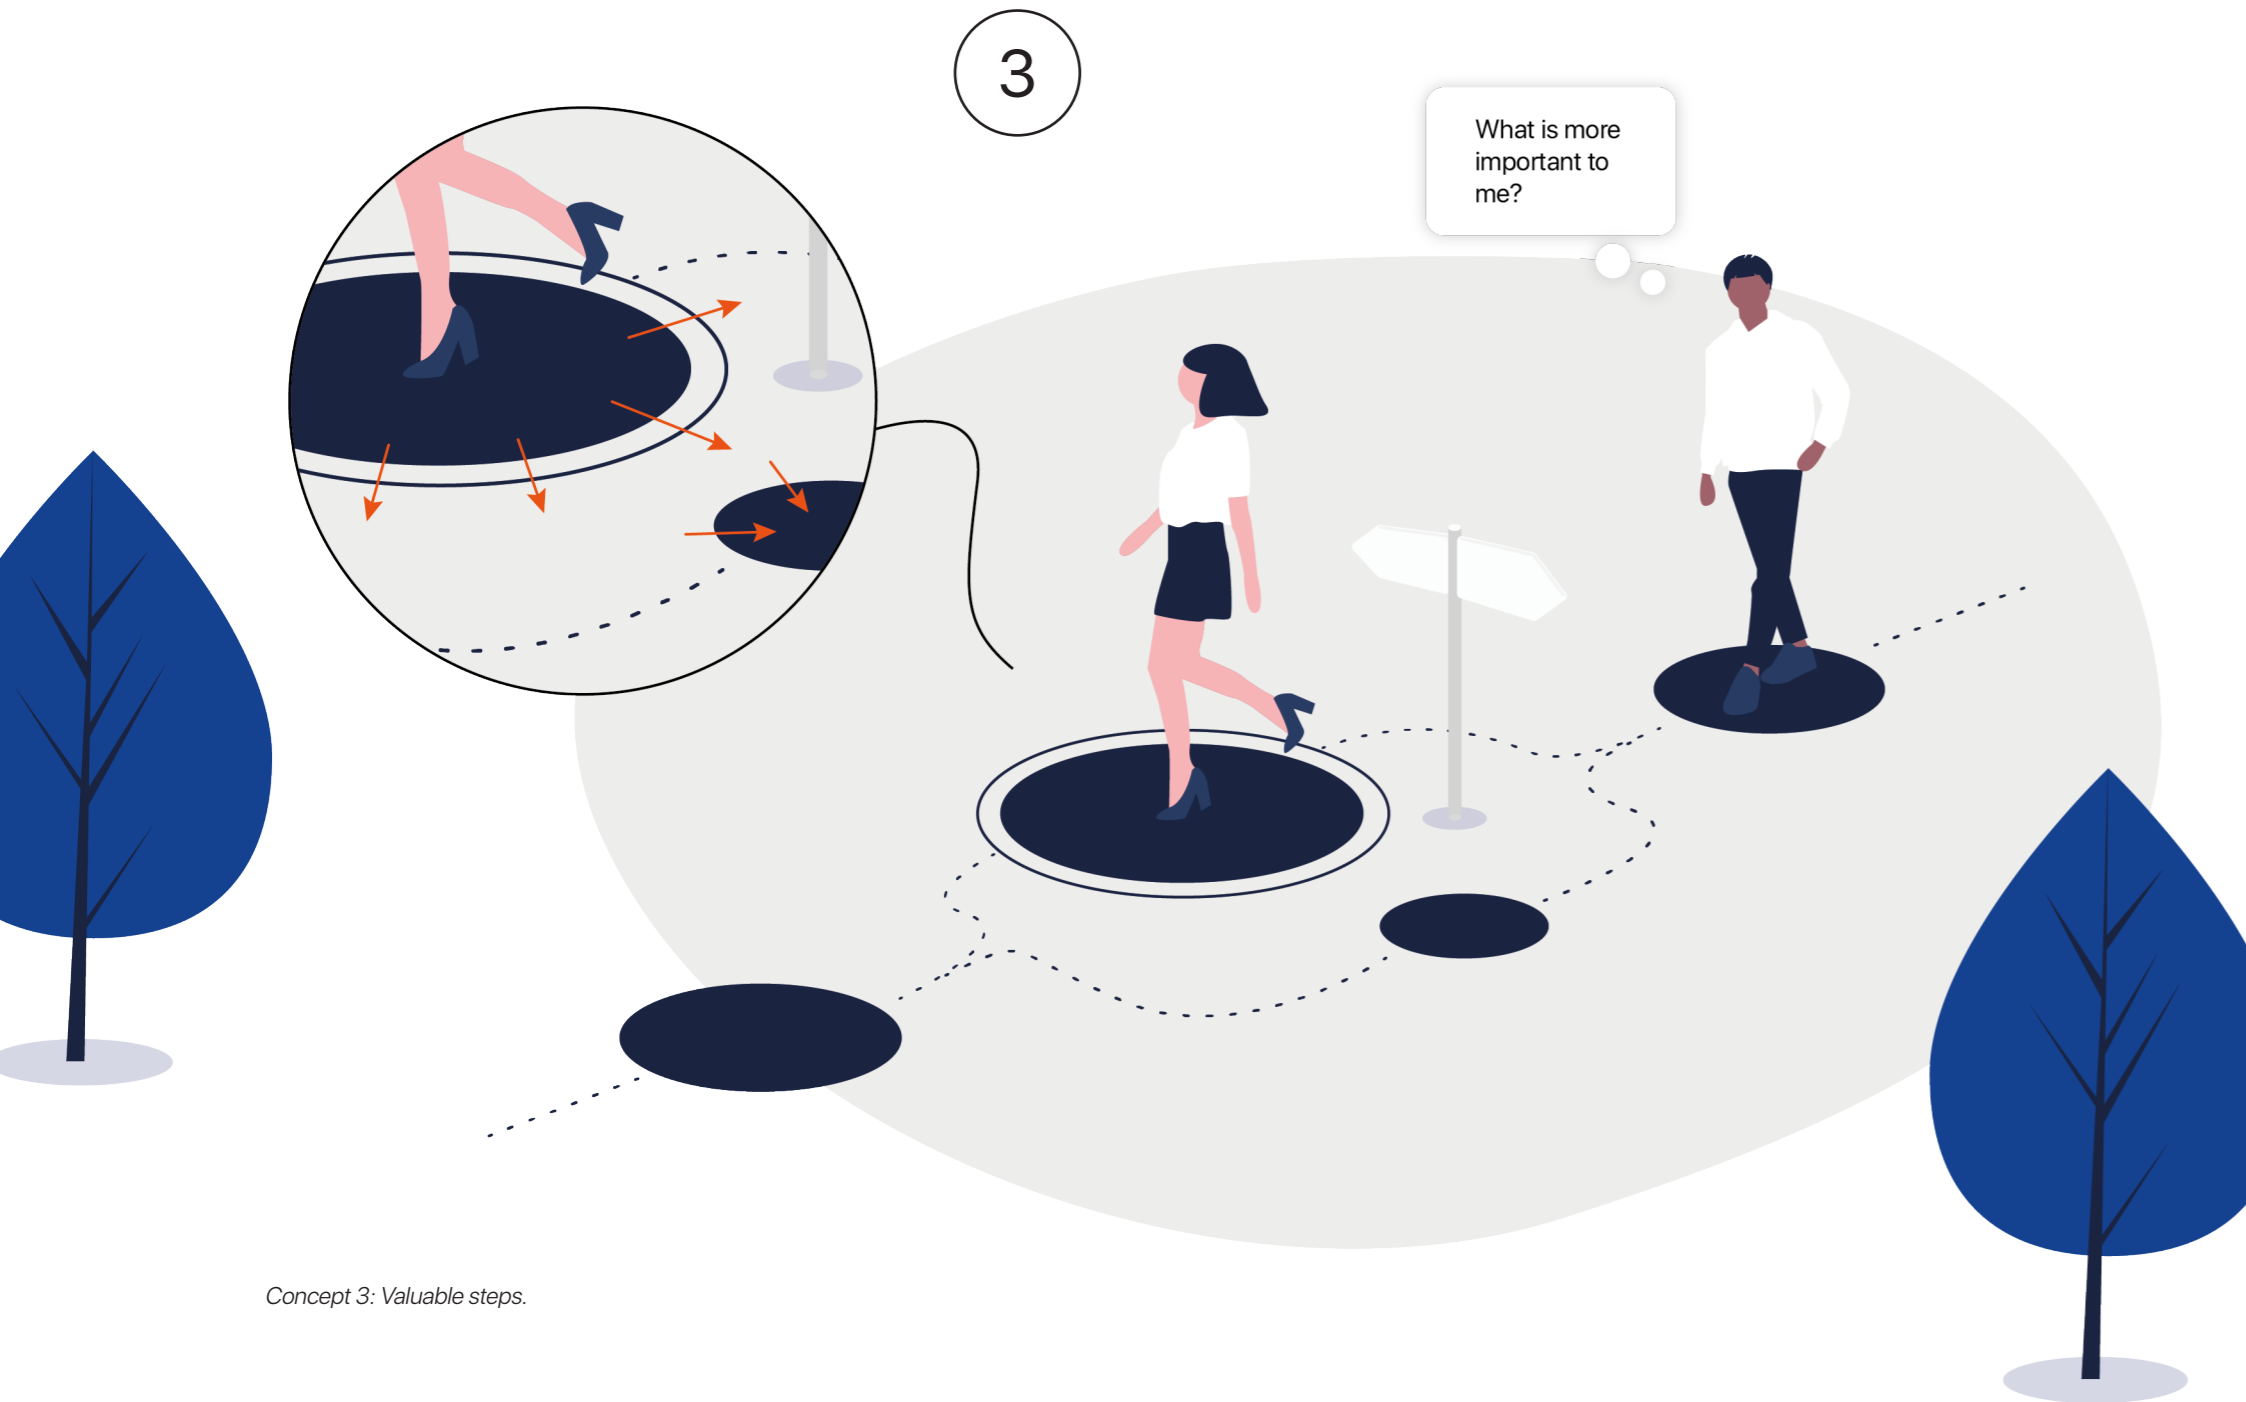 3
What is more
important to
me?
Concept 3: Valuable steps.